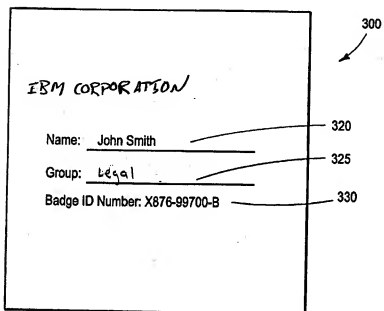 300
IBM CORPORATION
Name: John Smith 320
Group: Legal 325
Badge ID Number: X876-99700-B 330